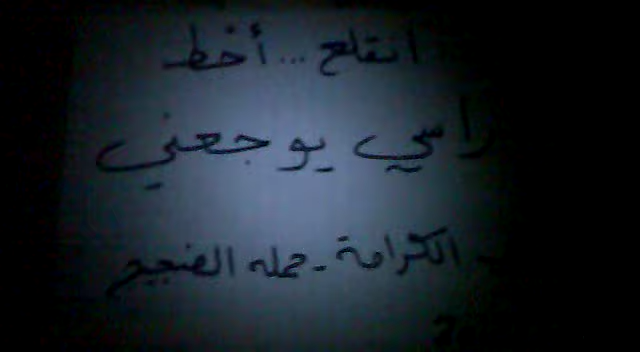 انقلع... أخط
راسي يوجعني
الكرامة - حمله الضجيج